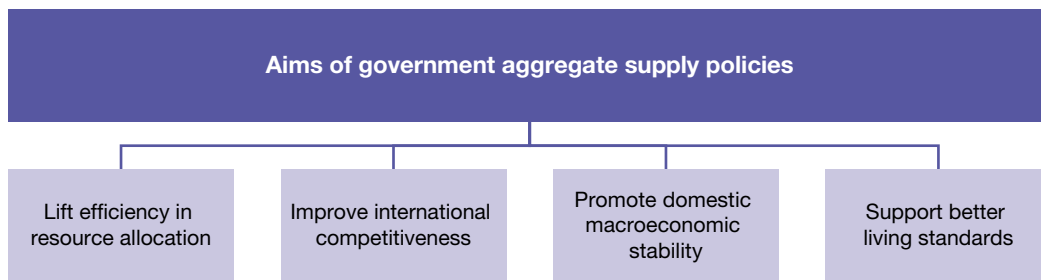 Aims of government aggregate supply policies
Lift efficiency in
resource allocation
Improve international
competitiveness
Promote domestic
macroeconomic
stability
Support better
living standards